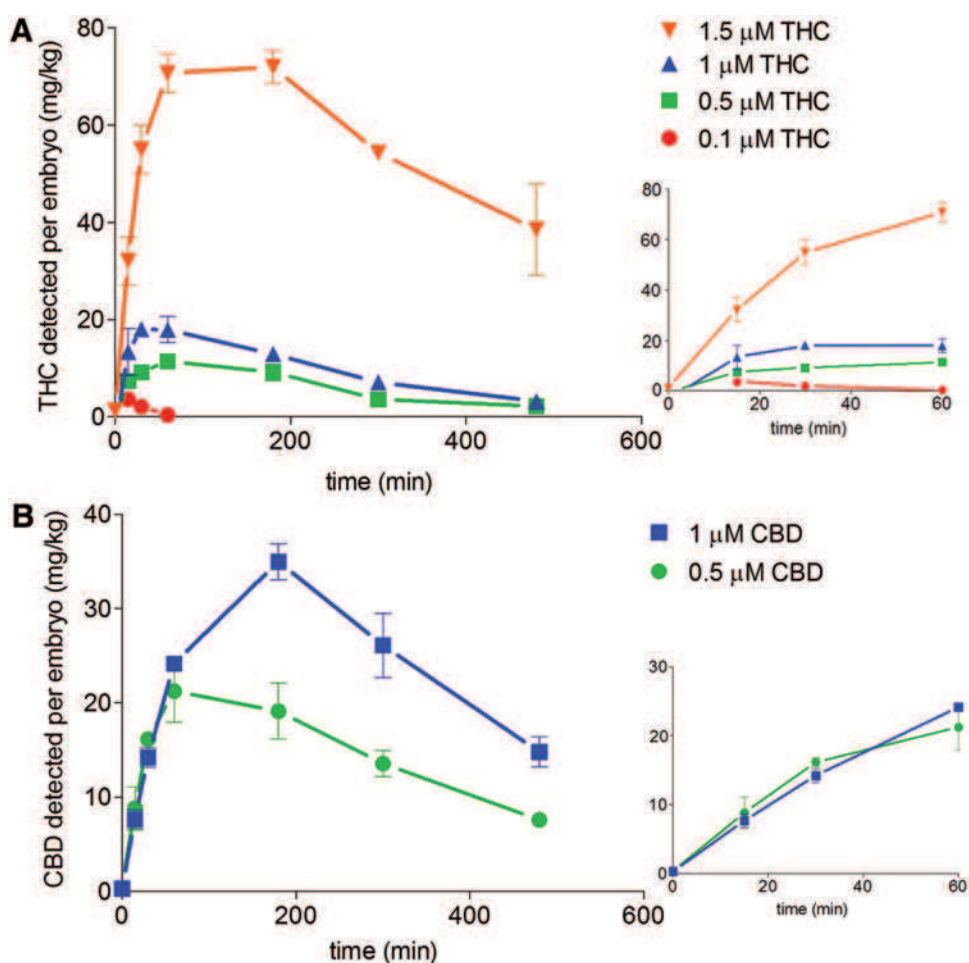 A
THC detected per embryo (mg/kg)
80
60
40
20
0
0
200
400
600
time (min)
1.5 μM THC
1 μM THC
0.5 μM THC
0.1 μM THC
80
60
40
20
0
20
40
60
time (min)
B
CBD detected per embryo (mg/kg)
40
30
20
10
0
0
200
400
600
time (min)
1 μM CBD
0.5 μM CBD
30
20
10
0
0
20
40
60
time (min)